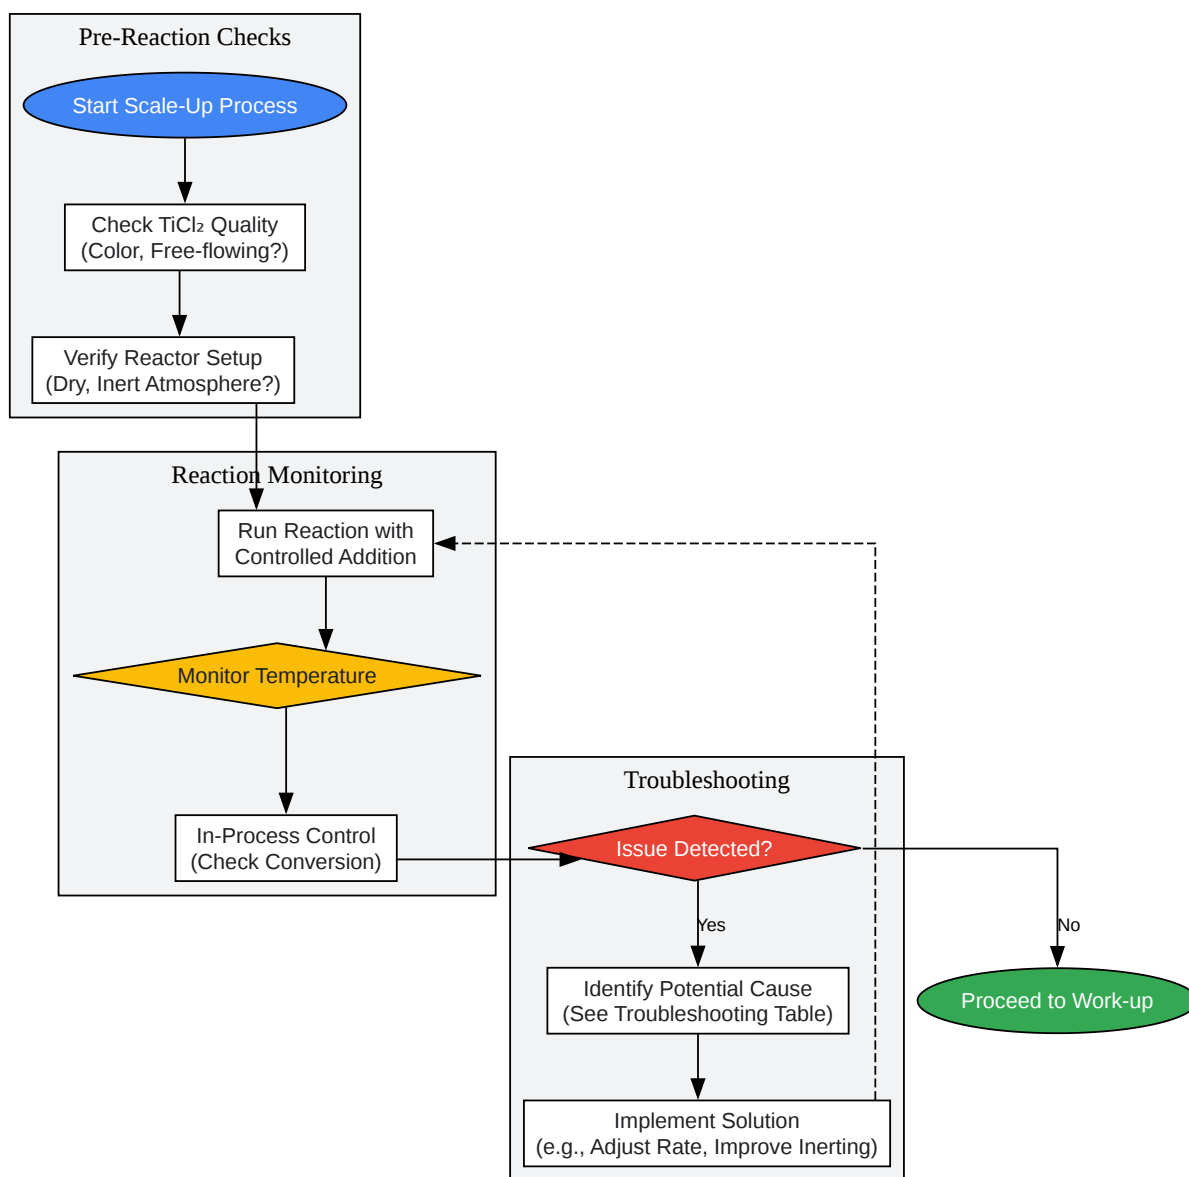 Pre-Reaction Checks
Start Scale-Up Process
Check TiCl₂ Quality
(Color, Free-flowing?)
Verify Reactor Setup
(Dry, Inert Atmosphere?)
Reaction Monitoring
Run Reaction with
Controlled Addition
Monitor Temperature
In-Process Control
(Check Conversion)
Troubleshooting
Issue Detected?
Yes
No
Identify Potential Cause
(See Troubleshooting Table)
Proceed to Work-up
Implement Solution
(e.g., Adjust Rate, Improve Inerting)